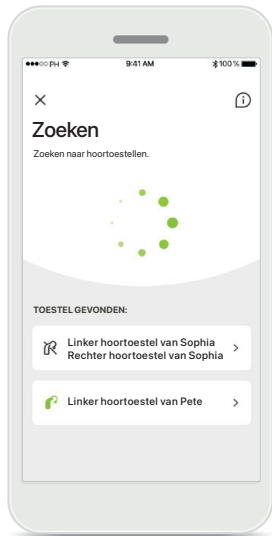 PH 9:41 AM 100%
Zoeken
Zoeken naar hoortoestellen.
TOESTEL GEVONDEN:
Linker hoortoestel van Sophia
Rechter hoortoestel van Sophia
Linker hoortoestel van Pete